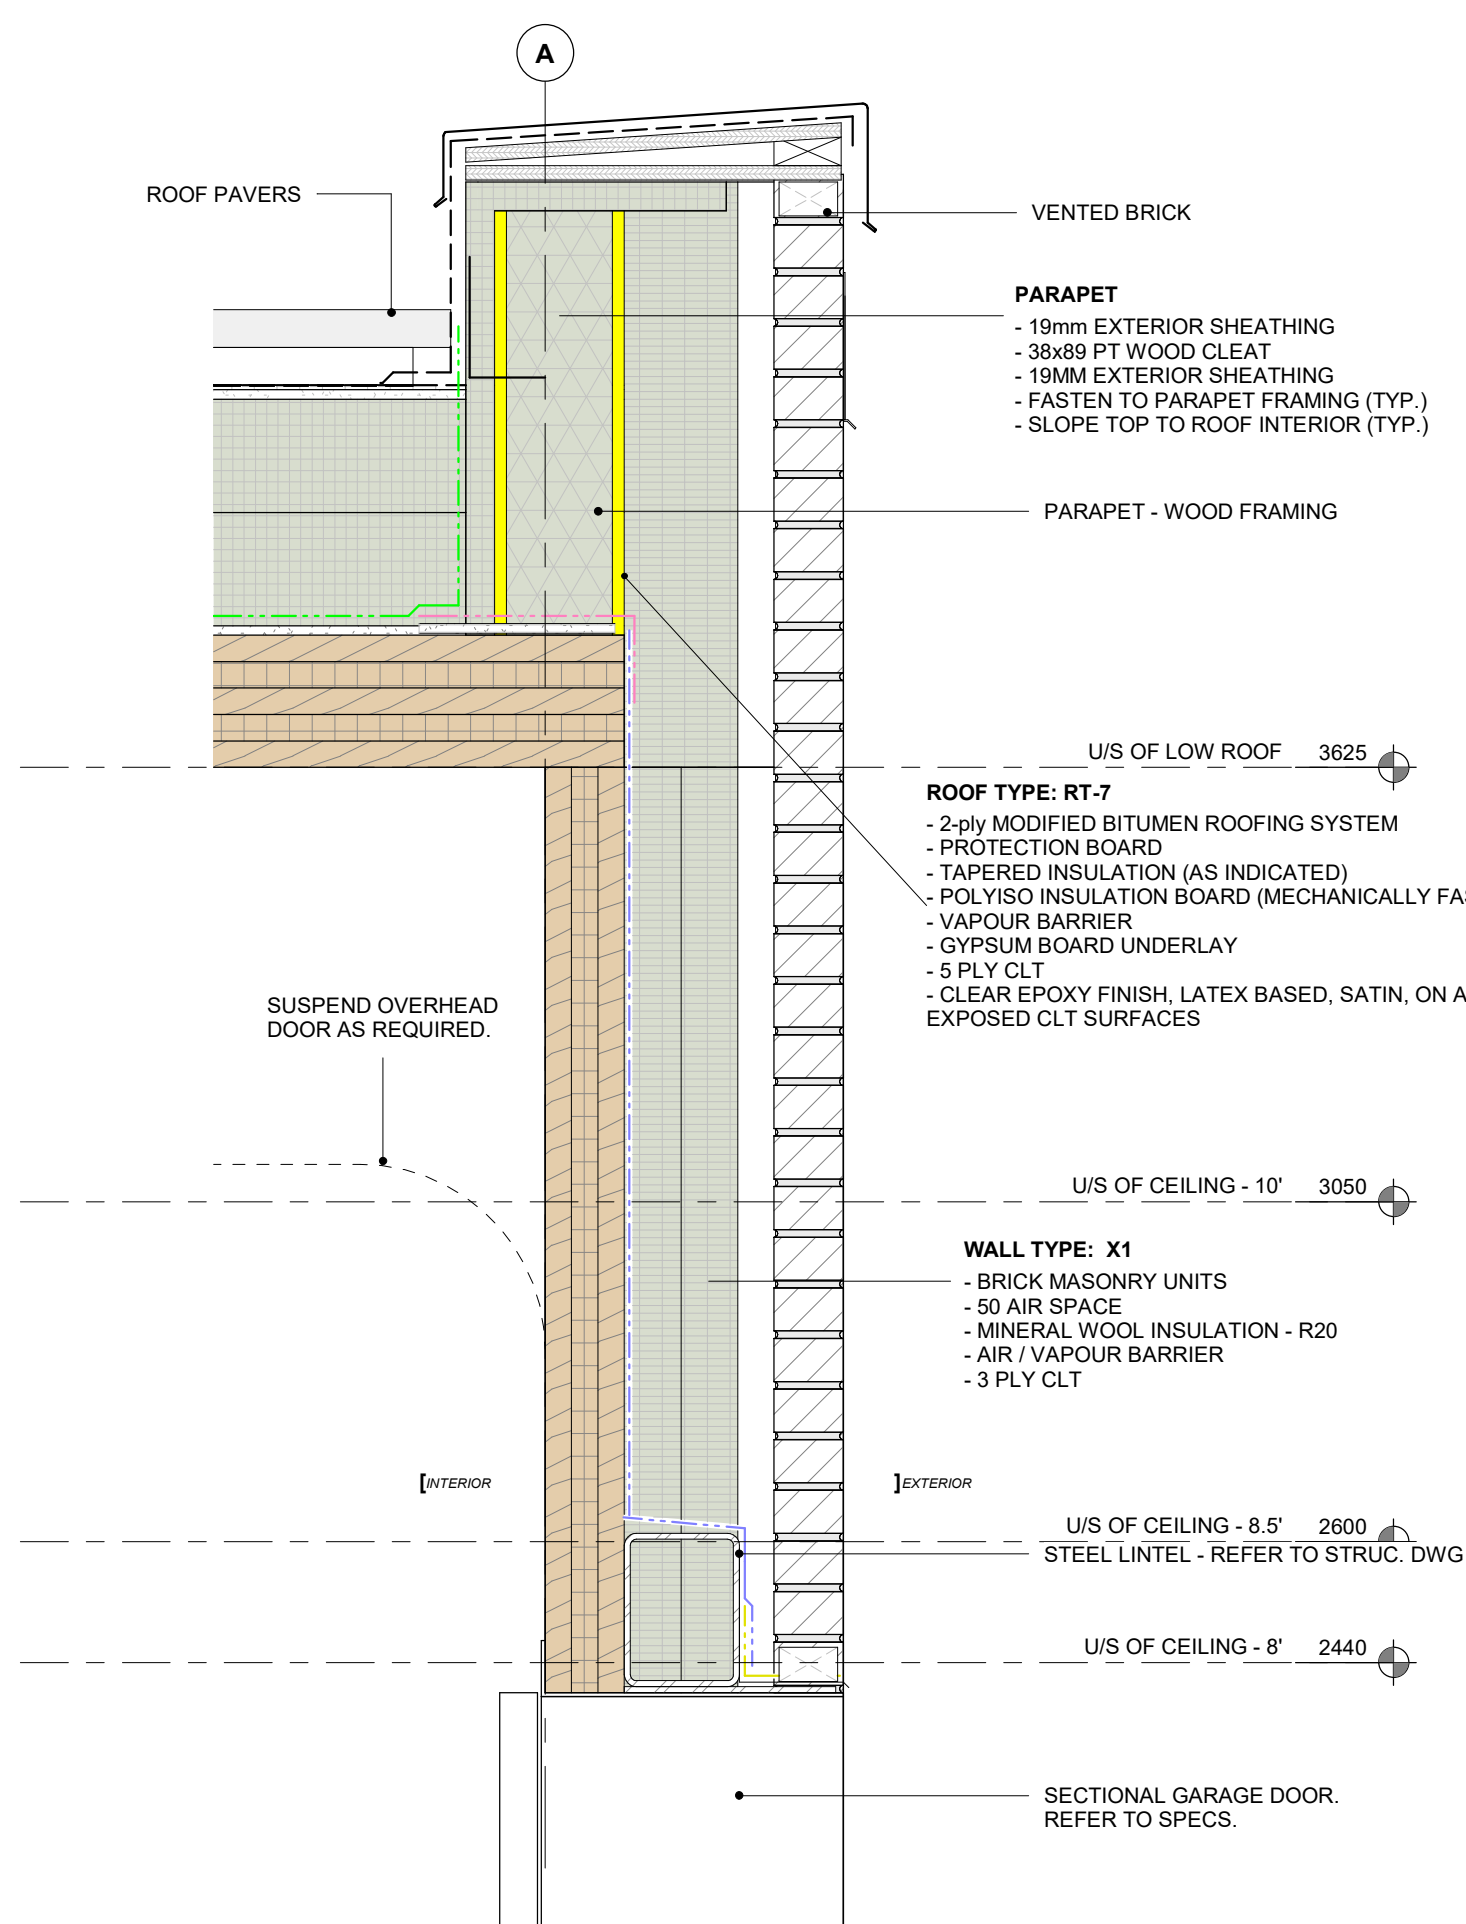 A
ROOF PAVERS
VENTED BRICK
PARAPET
- 19mm EXTERIOR SHEATHING
- 38x89 PT WOOD CLEAT
- 19MM EXTERIOR SHEATHING
- FASTEN TO PARAPET FRAMING (TYP.)
- SLOPE TOP TO ROOF INTERIOR (TYP.)
PARAPET - WOOD FRAMING
U/S OF LOW ROOF 3625
ROOF TYPE: RT-7
- 2-ply MODIFIED BITUMEN ROOFING SYSTEM
- PROTECTION BOARD
- TAPERED INSULATION (AS INDICATED)
- POLYISO INSULATION BOARD (MECHANICALLY FAS
- VAPOUR BARRIER
- GYPSUM BOARD UNDERLAY
- 5 PLY CLT
- CLEAR EPOXY FINISH, LATEX BASED, SATIN, ON A
EXPOSED CLT SURFACES
SUSPEND OVERHEAD
DOOR AS REQUIRED.
U/S OF CEILING - 10' 3050
WALL TYPE: X1
- BRICK MASONRY UNITS
- 50 AIR SPACE
- MINERAL WOOL INSULATION - R20
- AIR / VAPOUR BARRIER
- 3 PLY CLT
[INTERIOR
]EXTERIOR
U/S OF CEILING - 8.5' 2600
STEEL LINTEL - REFER TO STRUC. DWG
U/S OF CEILING - 8' 2440
SECTIONAL GARAGE DOOR.
REFER TO SPECS.